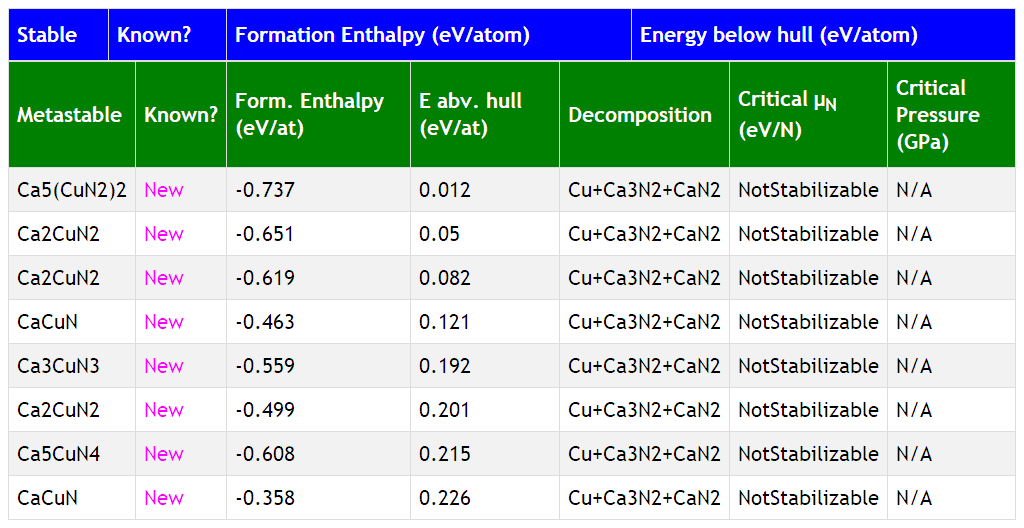 Stable Known? Formation Enthalpy (eV/atom) Energy below hull (eV/atom)
Metastable Known? Form. Enthalpy (eV/at) E abv. hull (eV/at) Decomposition Critical μN (eV/N) Critical Pressure (GPa)
Ca5(CuN2)2 New -0.737 0.012 Cu+Ca3N2+CaN2 NotStabilizable N/A
Ca2CuN2 New -0.651 0.05 Cu+Ca3N2+CaN2 NotStabilizable N/A
Ca2CuN2 New -0.619 0.082 Cu+Ca3N2+CaN2 NotStabilizable N/A
CaCuN New -0.463 0.121 Cu+Ca3N2+CaN2 NotStabilizable N/A
Ca3CuN3 New -0.559 0.192 Cu+Ca3N2+CaN2 NotStabilizable N/A
Ca2CuN2 New -0.499 0.201 Cu+Ca3N2+CaN2 NotStabilizable N/A
Ca5CuN4 New -0.608 0.215 Cu+Ca3N2+CaN2 NotStabilizable N/A
CaCuN New -0.358 0.226 Cu+Ca3N2+CaN2 NotStabilizable N/A